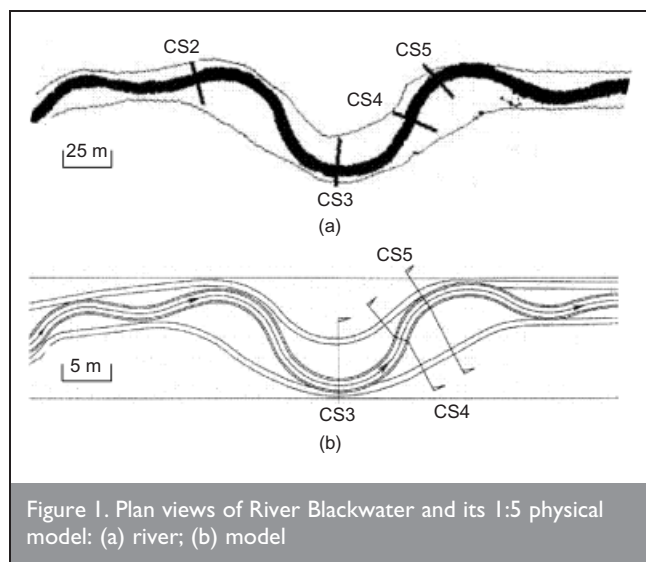 CS2
CS5
CS4
25 m
CS3
(a)
CS5
5 m
CS3
CS4
(b)
Figure 1. Plan views of River Blackwater and its 1:5 physical
model: (a) river; (b) model